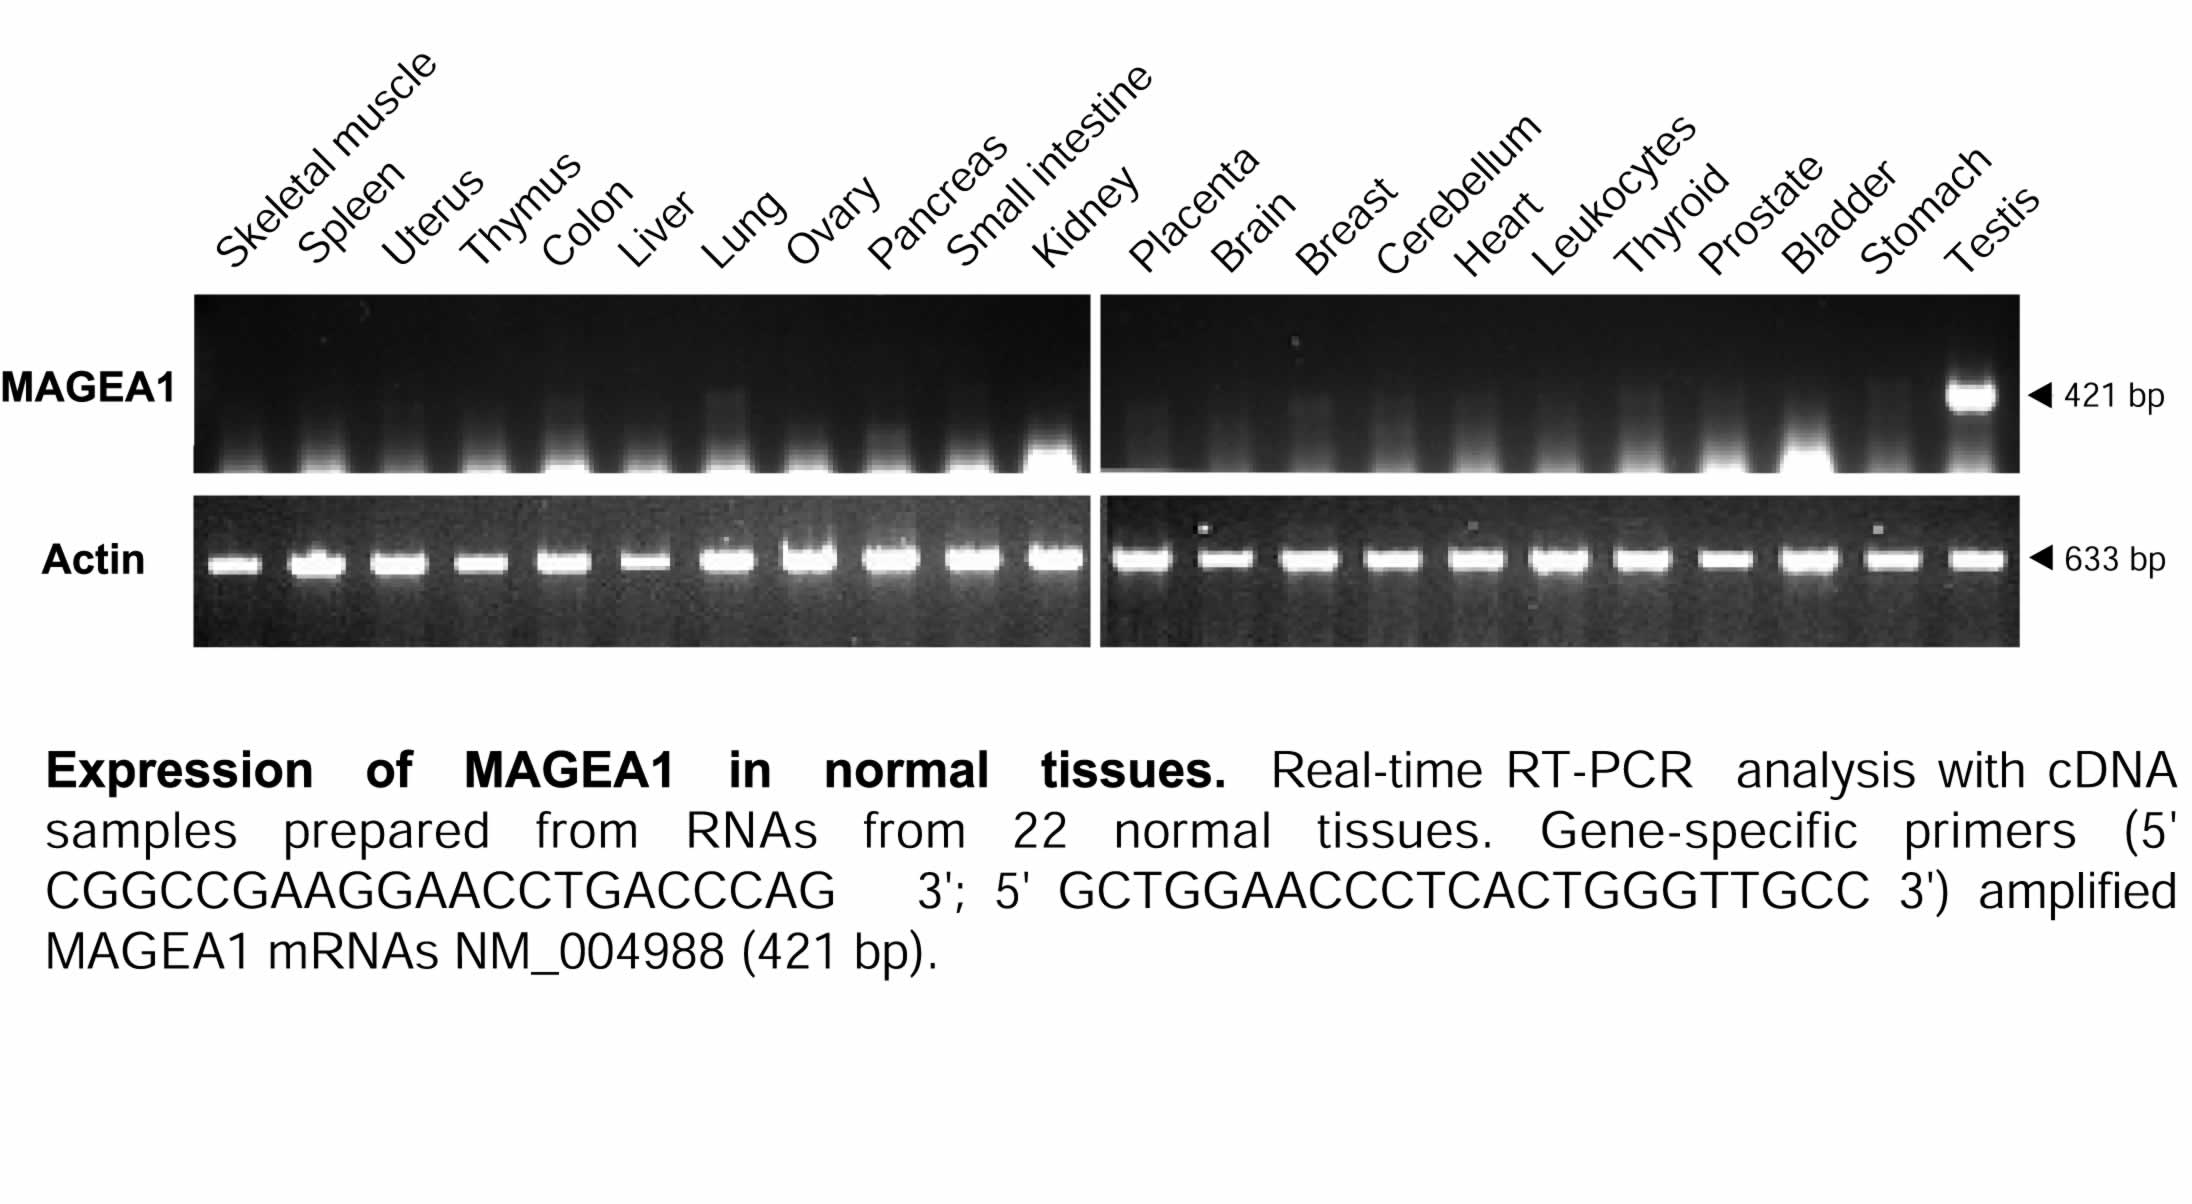 Skeletal muscle
Spleen
Uterus
Thymus
Colon
Liver
Lung
Ovary
Pancreas
Small intestine
Kidney
Placenta
Brain
Breast
Cerebellum
Heart
Leukocytes
Thyroid
Prostate
Bladder
Stomach
Testis
MAGEA1
421 bp
Actin
633 bp
Expression of MAGEA1 in normal tissues. Real-time RT-PCR analysis with cDNA
samples prepared from RNAs from 22 normal tissues. Gene-specific primers (5'
CGGCCGAAGGAACCTGACCCAG 3'; 5' GCTGGAACCCTCACTGGGTTGCC 3') amplified
MAGEA1 mRNAs NM_004988 (421 bp).